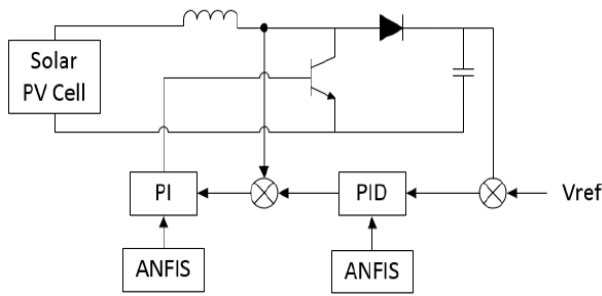 Solar
PV Cell
PI
PID
Vref
ANFIS
ANFIS